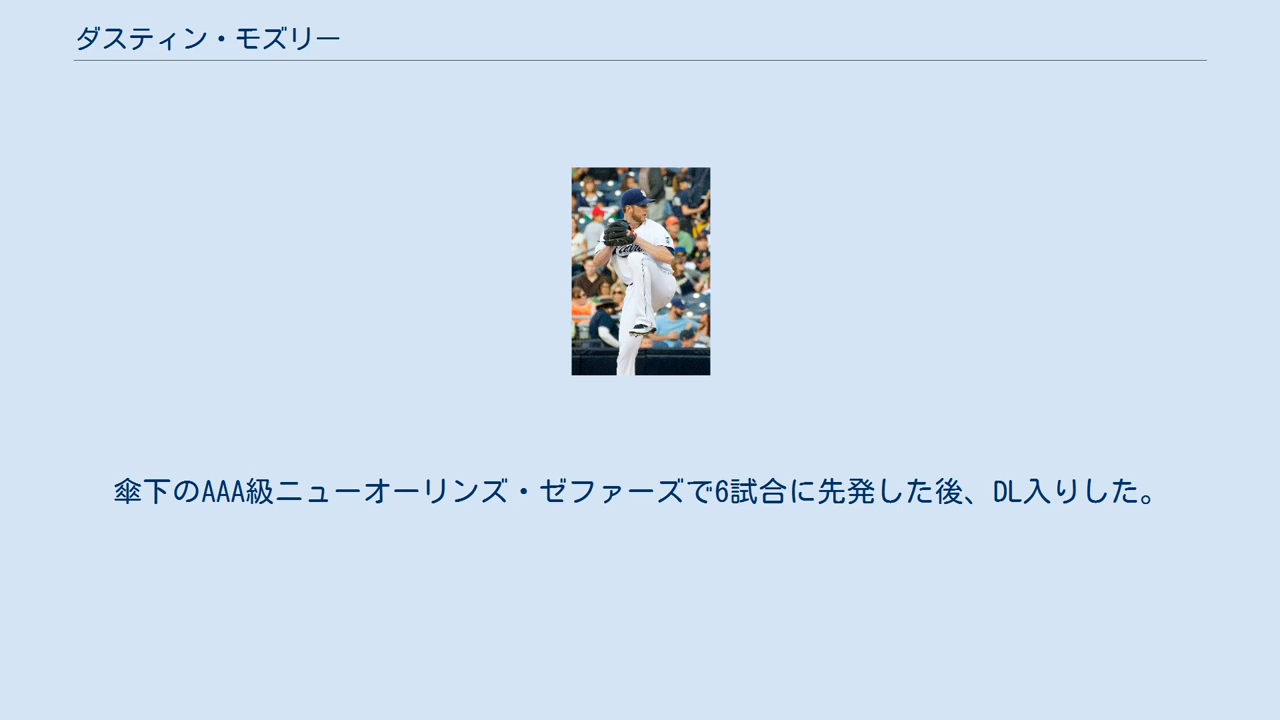 ダスティン・モズリー
傘下のAAA級ニューオーリンズ・ゼファーズで6試合に先発した後、DL入りした。